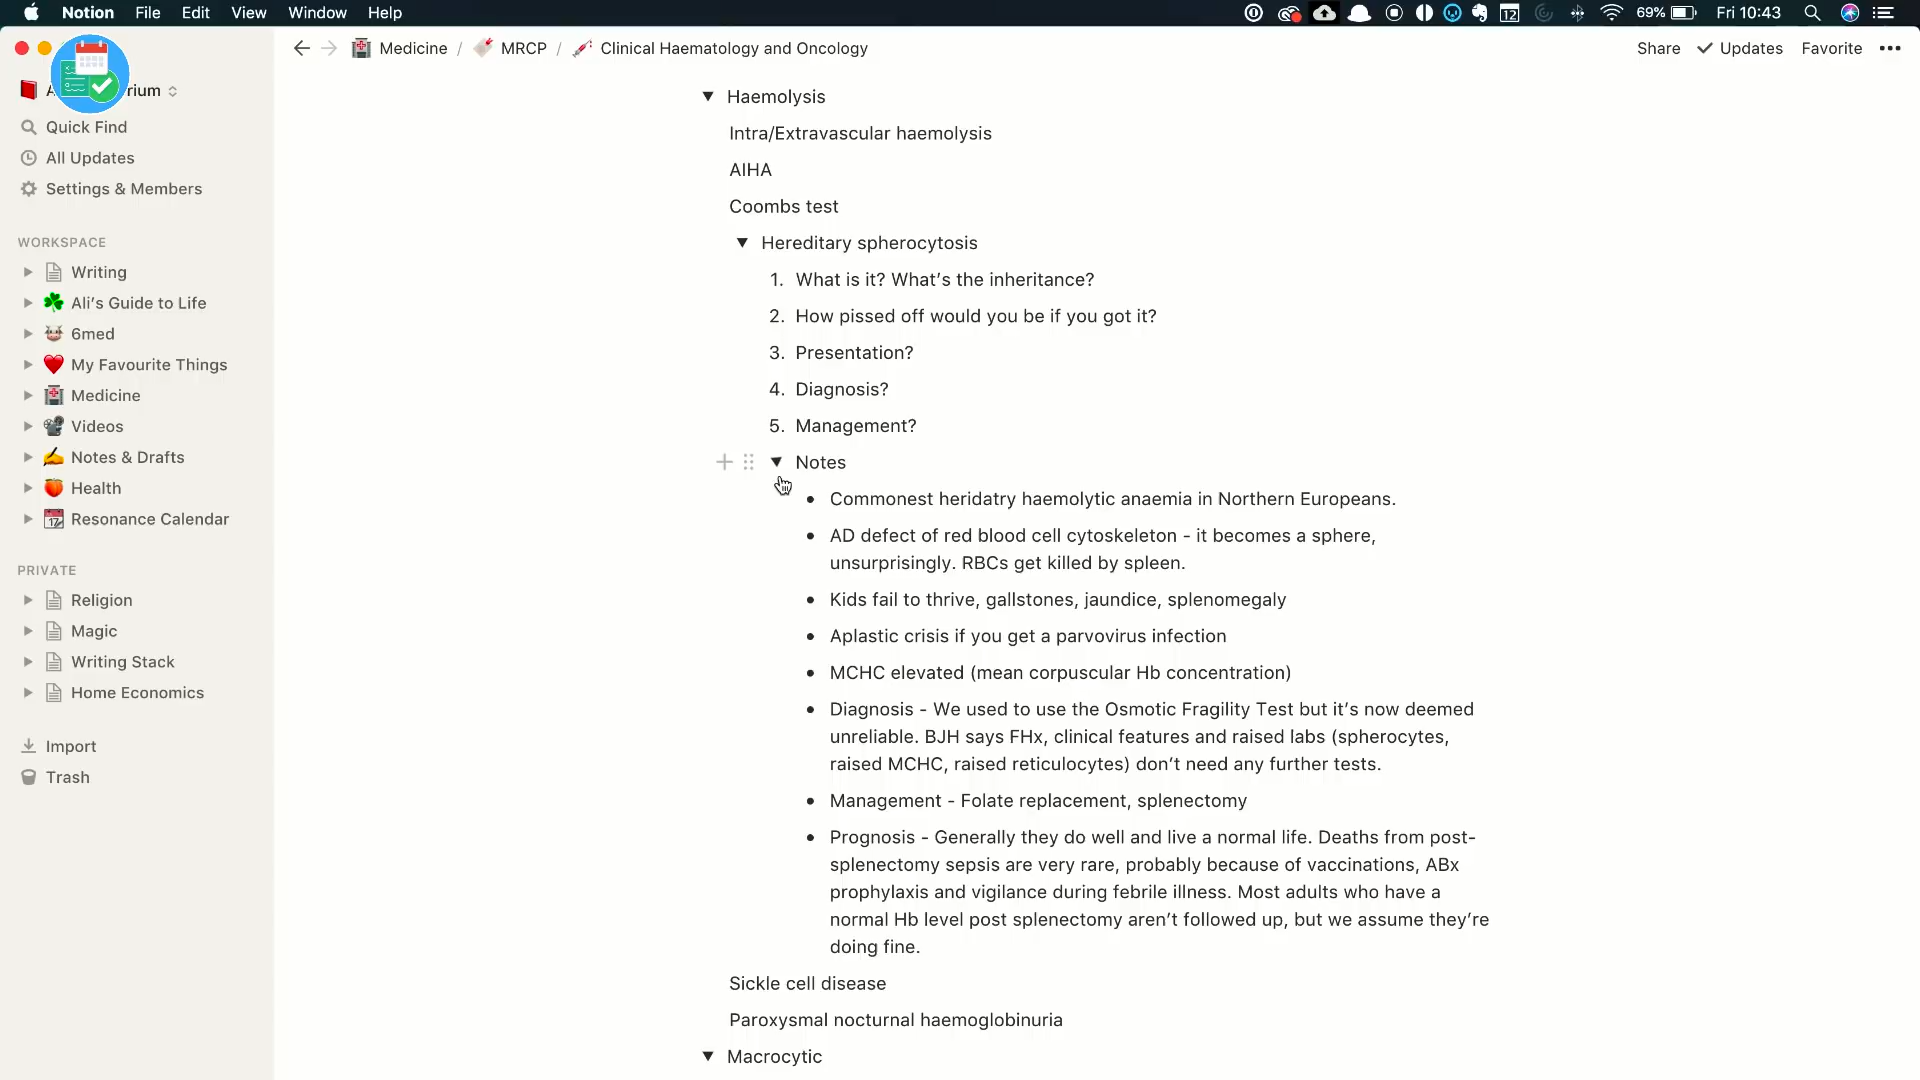 Notion File Edit View Window Help 12 69% Fri 10:43
Medicine / MRCP / Clinical Haematology and Oncology Share Updates Favorite
rium
Quick Find
All Updates
Settings & Members
WORKSPACE
Writing
Ali's Guide to Life
6med
My Favourite Things
Medicine
Videos
Notes & Drafts
Health
17 Resonance Calendar
PRIVATE
Religion
Magic
Writing Stack
Home Economics
Import
Trash
Haemolysis
Intra/Extravascular haemolysis
AIHA
Coombs test
Hereditary spherocytosis
1. What is it? What's the inheritance?
2. How pissed off would you be if you got it?
3. Presentation?
4. Diagnosis?
5. Management?
Notes
• Commonest heridatry haemolytic anaemia in Northern Europeans.
• AD defect of red blood cell cytoskeleton - it becomes a sphere,
unsurprisingly. RBCs get killed by spleen.
• Kids fail to thrive, gallstones, jaundice, splenomegaly
• Aplastic crisis if you get a parvovirus infection
• MCHC elevated (mean corpuscular Hb concentration)
• Diagnosis - We used to use the Osmotic Fragility Test but it's now deemed
unreliable. BJH says FHx, clinical features and raised labs (spherocytes,
raised MCHC, raised reticulocytes) don't need any further tests.
• Management - Folate replacement, splenectomy
• Prognosis - Generally they do well and live a normal life. Deaths from post-
splenectomy sepsis are very rare, probably because of vaccinations, ABx
prophylaxis and vigilance during febrile illness. Most adults who have a
normal Hb level post splenectomy aren't followed up, but we assume they're
doing fine.
Sickle cell disease
Paroxysmal nocturnal haemoglobinuria
Macrocytic